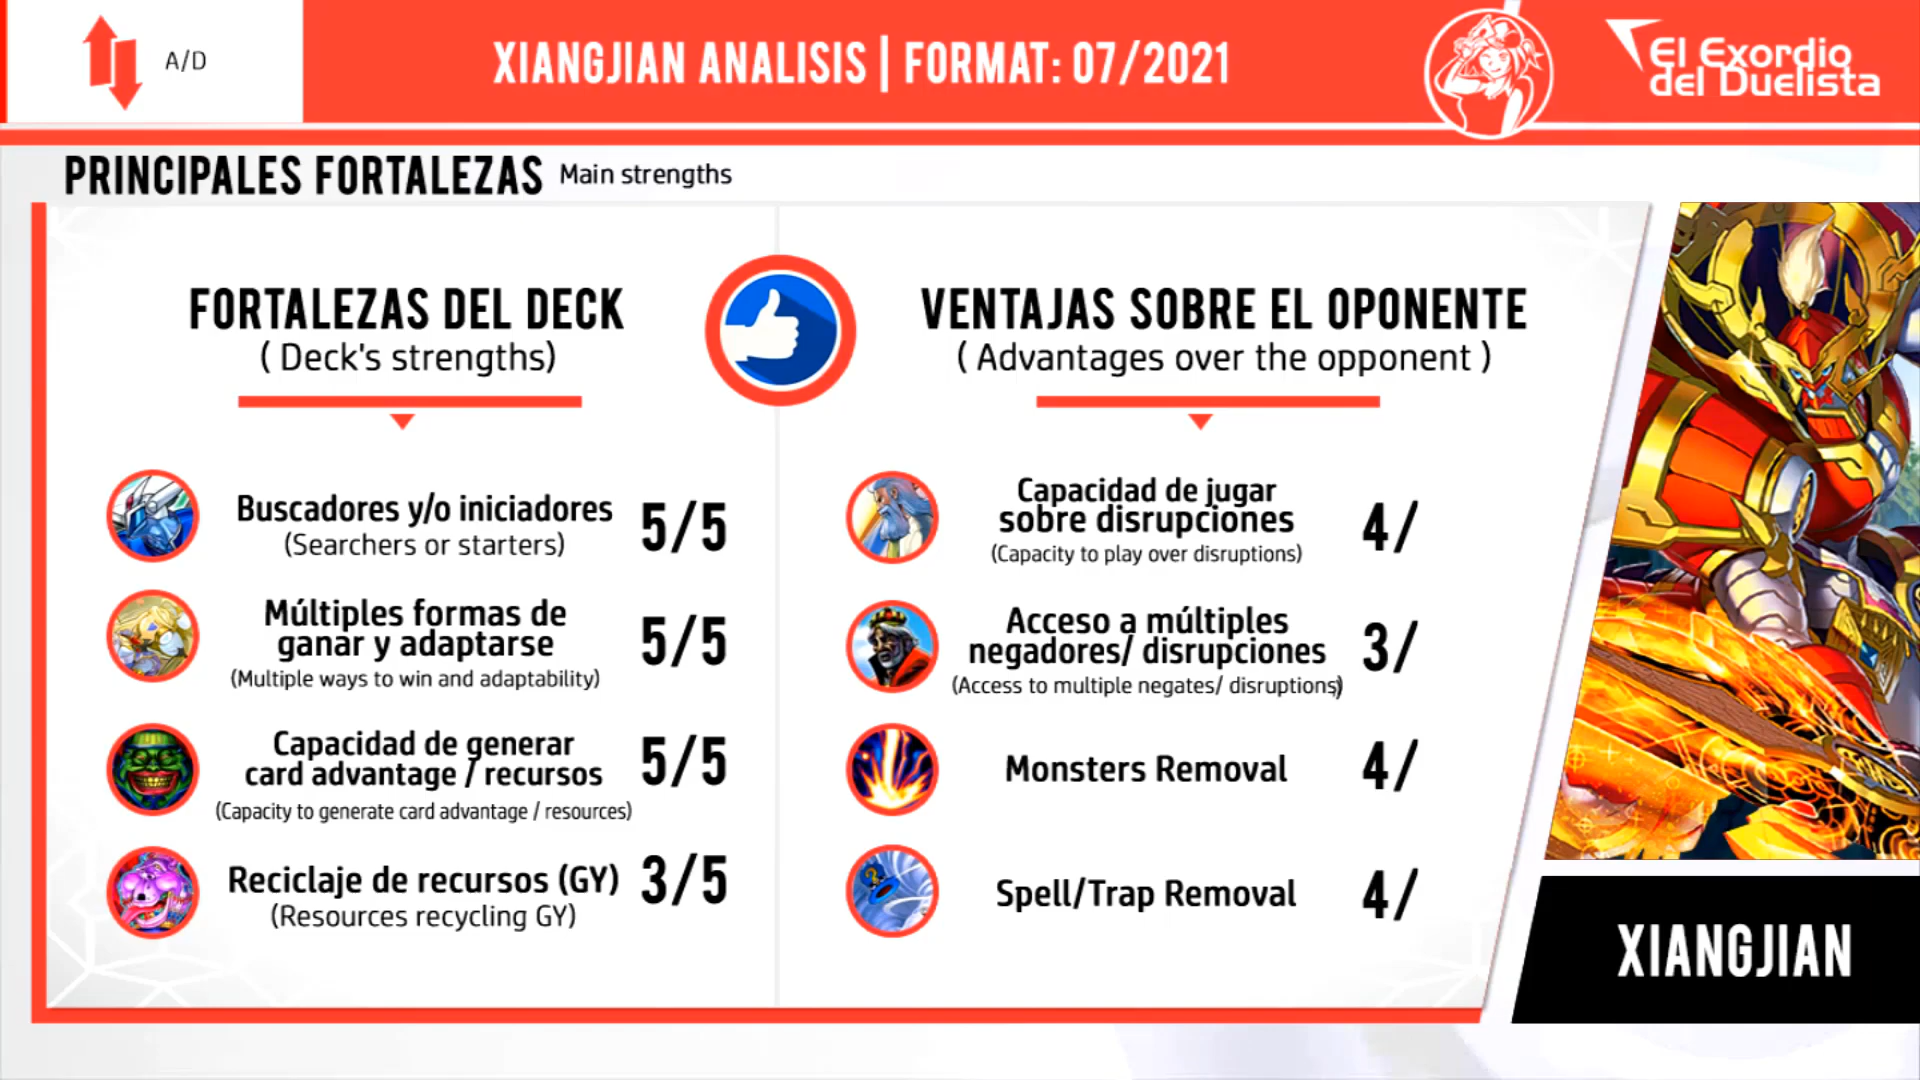 A/D
XIANGJIAN ANALISIS | FORMAT: 07/2021
El Exordio
del Duelista
PRINCIPALES FORTALEZAS Main strengths
FORTALEZAS DEL DECK
( Deck's strengths)
Buscadores y/o iniciadores
(Searchers or starters)
5/5
Múltiples formas de
ganar y adaptarse
(Multiple ways to win and adaptability)
5/5
Capacidad de generar
card advantage / recursos
(Capacity to generate card advantage / resources)
5/5
Reciclaje de recursos (GY)
(Resources recycling GY)
3/5
VENTAJAS SOBRE EL OPONENTE
( Advantages over the opponent )
Capacidad de jugar
sobre disrupciones
(Capacity to play over disruptions)
4/
Acceso a múltiples
negadores/ disrupciones
(Access to multiple negates/ disruptions)
3/
Monsters Removal
4/
Spell/Trap Removal
4/
XIANGJIAN